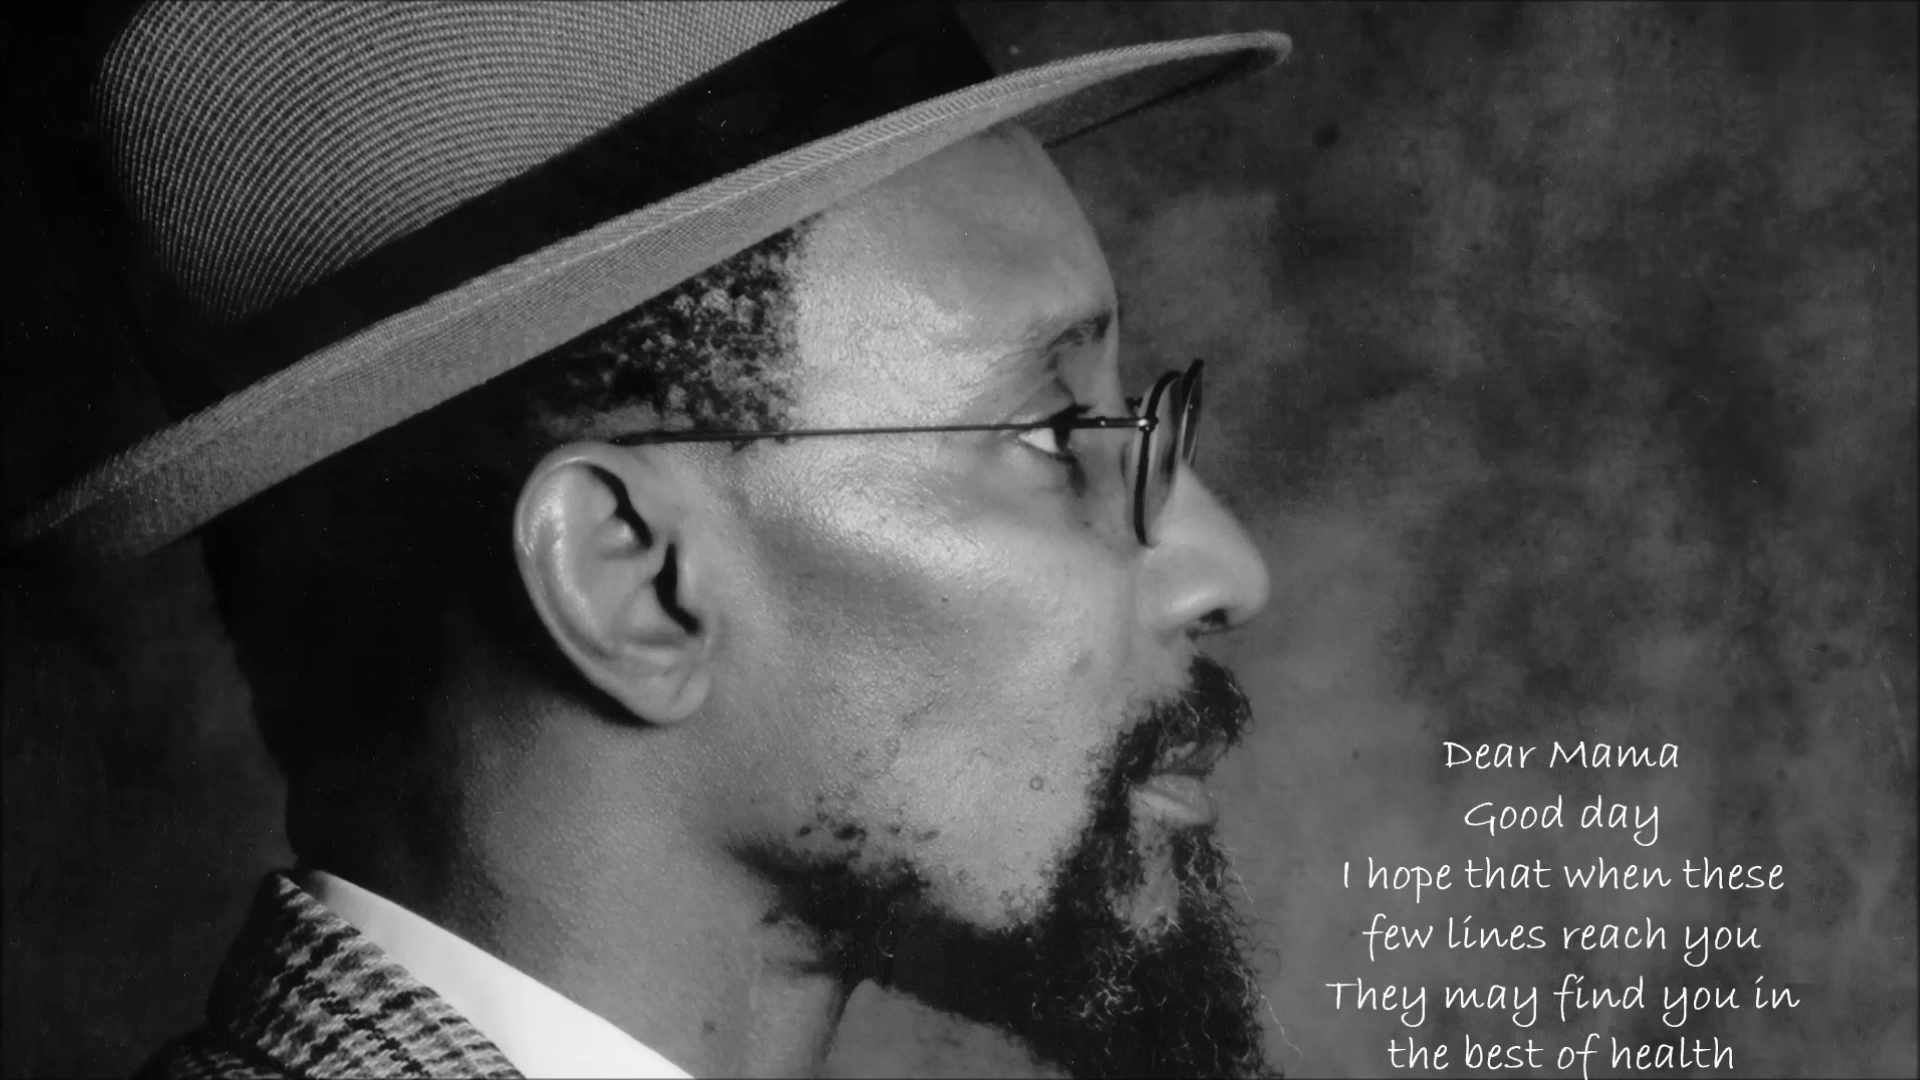 Dear Mama
Good day
I hope that when these
few lines reach you
They may find you in
the best of health